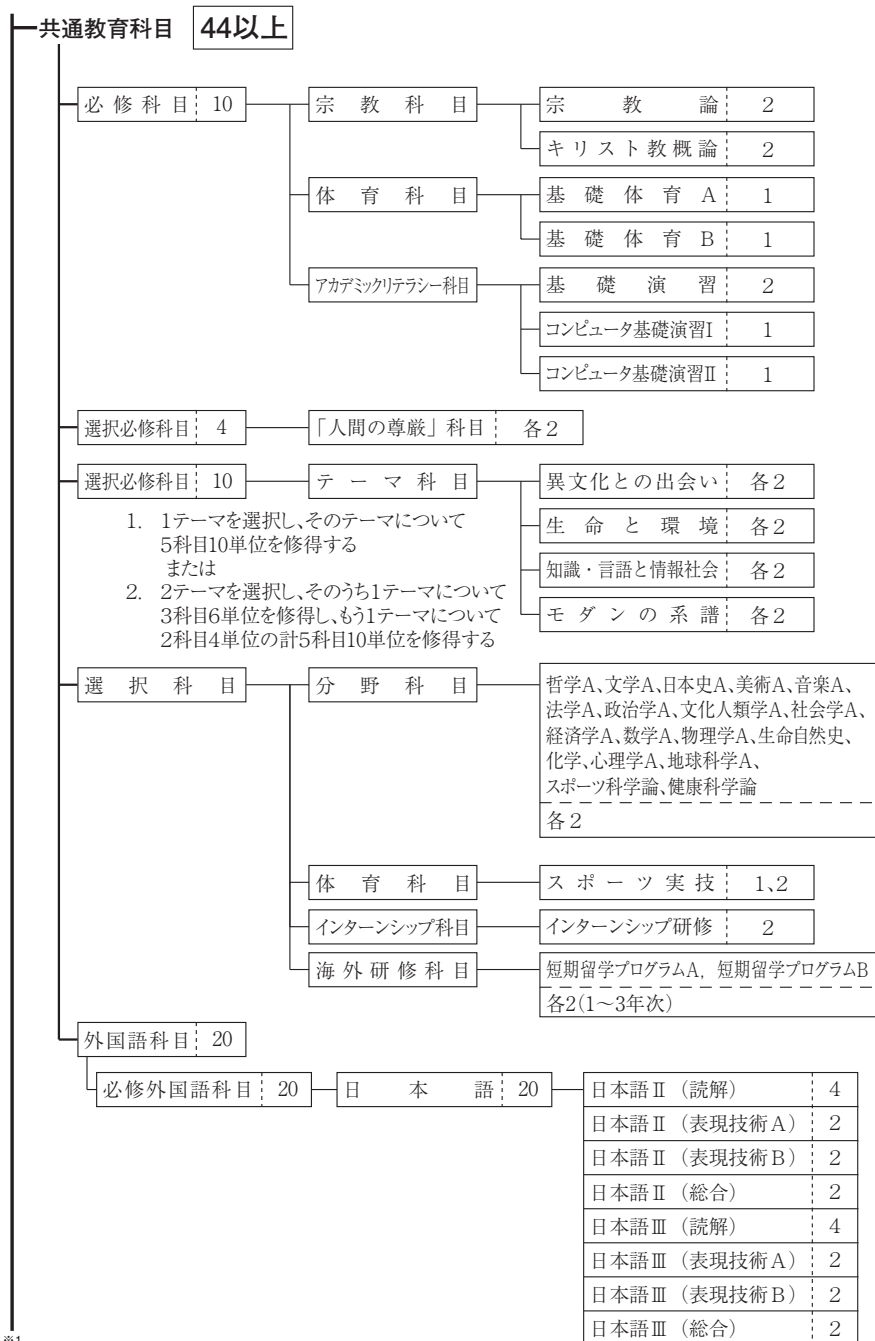 共通教育科目 44以上
必修科目 10 宗教科目 宗教論 2
キリスト教概論 2
体育科目 基礎体育A 1
基礎体育B 1
アカデミックリテラシー科目 基礎演習 2
コンピュータ基礎演習I 1
コンピュータ基礎演習Ⅱ 1
選択必修科目 4 「人間の尊厳」科目 各2
選択必修科目 10 テーマ科目 異文化との出会い 各2
生命と環境 各2
知識・言語と情報社会 各2
モダンの系譜 各2
1. 1テーマを選択し、そのテーマについて
5科目10単位を修得する
または
2. 2テーマを選択し、そのうち1テーマについて
3科目6単位を修得し、もう1テーマについて
2科目4単位の計5科目10単位を修得する
選択科目 分野科目 哲学A、文学A、日本史A、美術A、音楽A、
法学A、政治学A、文化人類学A、社会学A、
経済学A、数学A、物理学A、生命自然史、
化学、心理学A、地球科学A、
スポーツ科学論、健康科学論
各2
体育科目 スポーツ実技 1、2
インターンシップ科目 インターンシップ研修 2
海外研修科目 短期留学プログラムA, 短期留学プログラムB
各2(1〜3年次)
外国語科目 20
必修外国語科目 20 日本語 20 日本語Ⅱ（読解） 4
日本語Ⅱ（表現技術A） 2
日本語Ⅱ（表現技術B） 2
日本語Ⅱ（総合） 2
日本語Ⅲ（読解） 4
日本語Ⅲ（表現技術A） 2
日本語Ⅲ（表現技術B） 2
日本語Ⅲ（総合） 2
※1